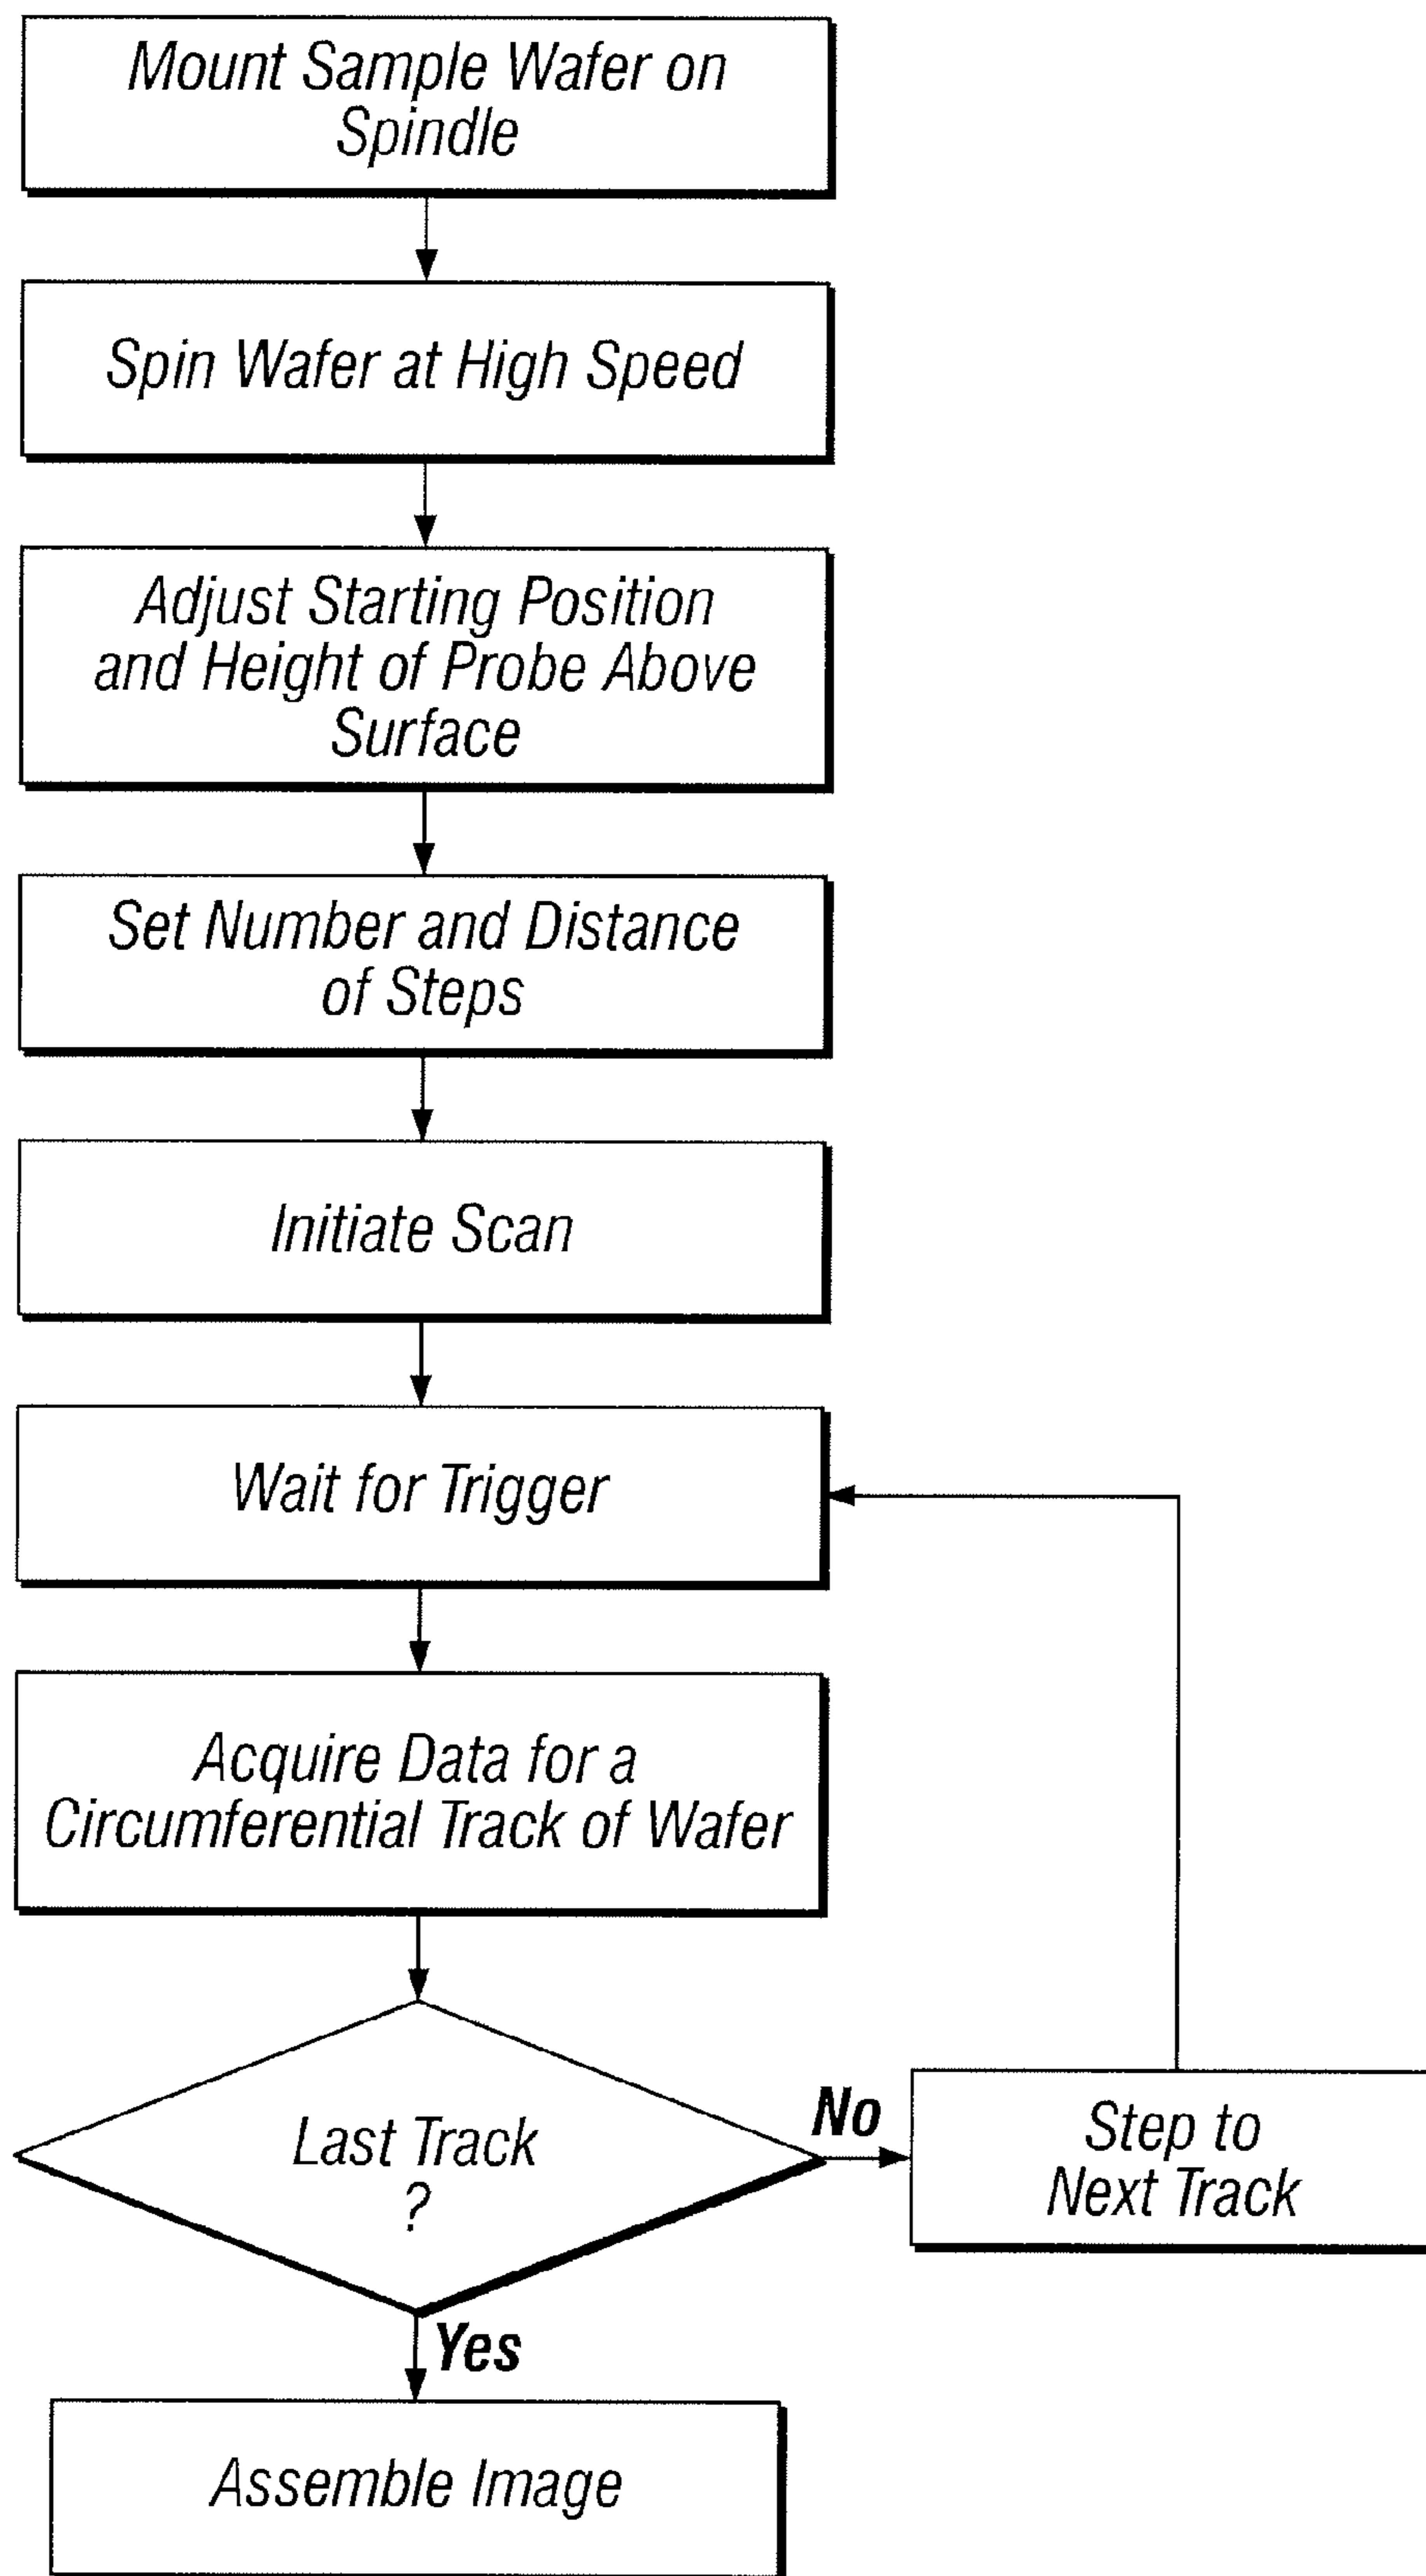 Mount Sample Wafer on
Spindle
Spin Wafer at High Speed
Adjust Starting Position
and Height of Probe Above
Surface
Set Number and Distance
of Steps
Initiate Scan
Wait for Trigger
Acquire Data for a
Circumferential Track of Wafer
Last Track
?
No
Step to
Next Track
Yes
Assemble Image